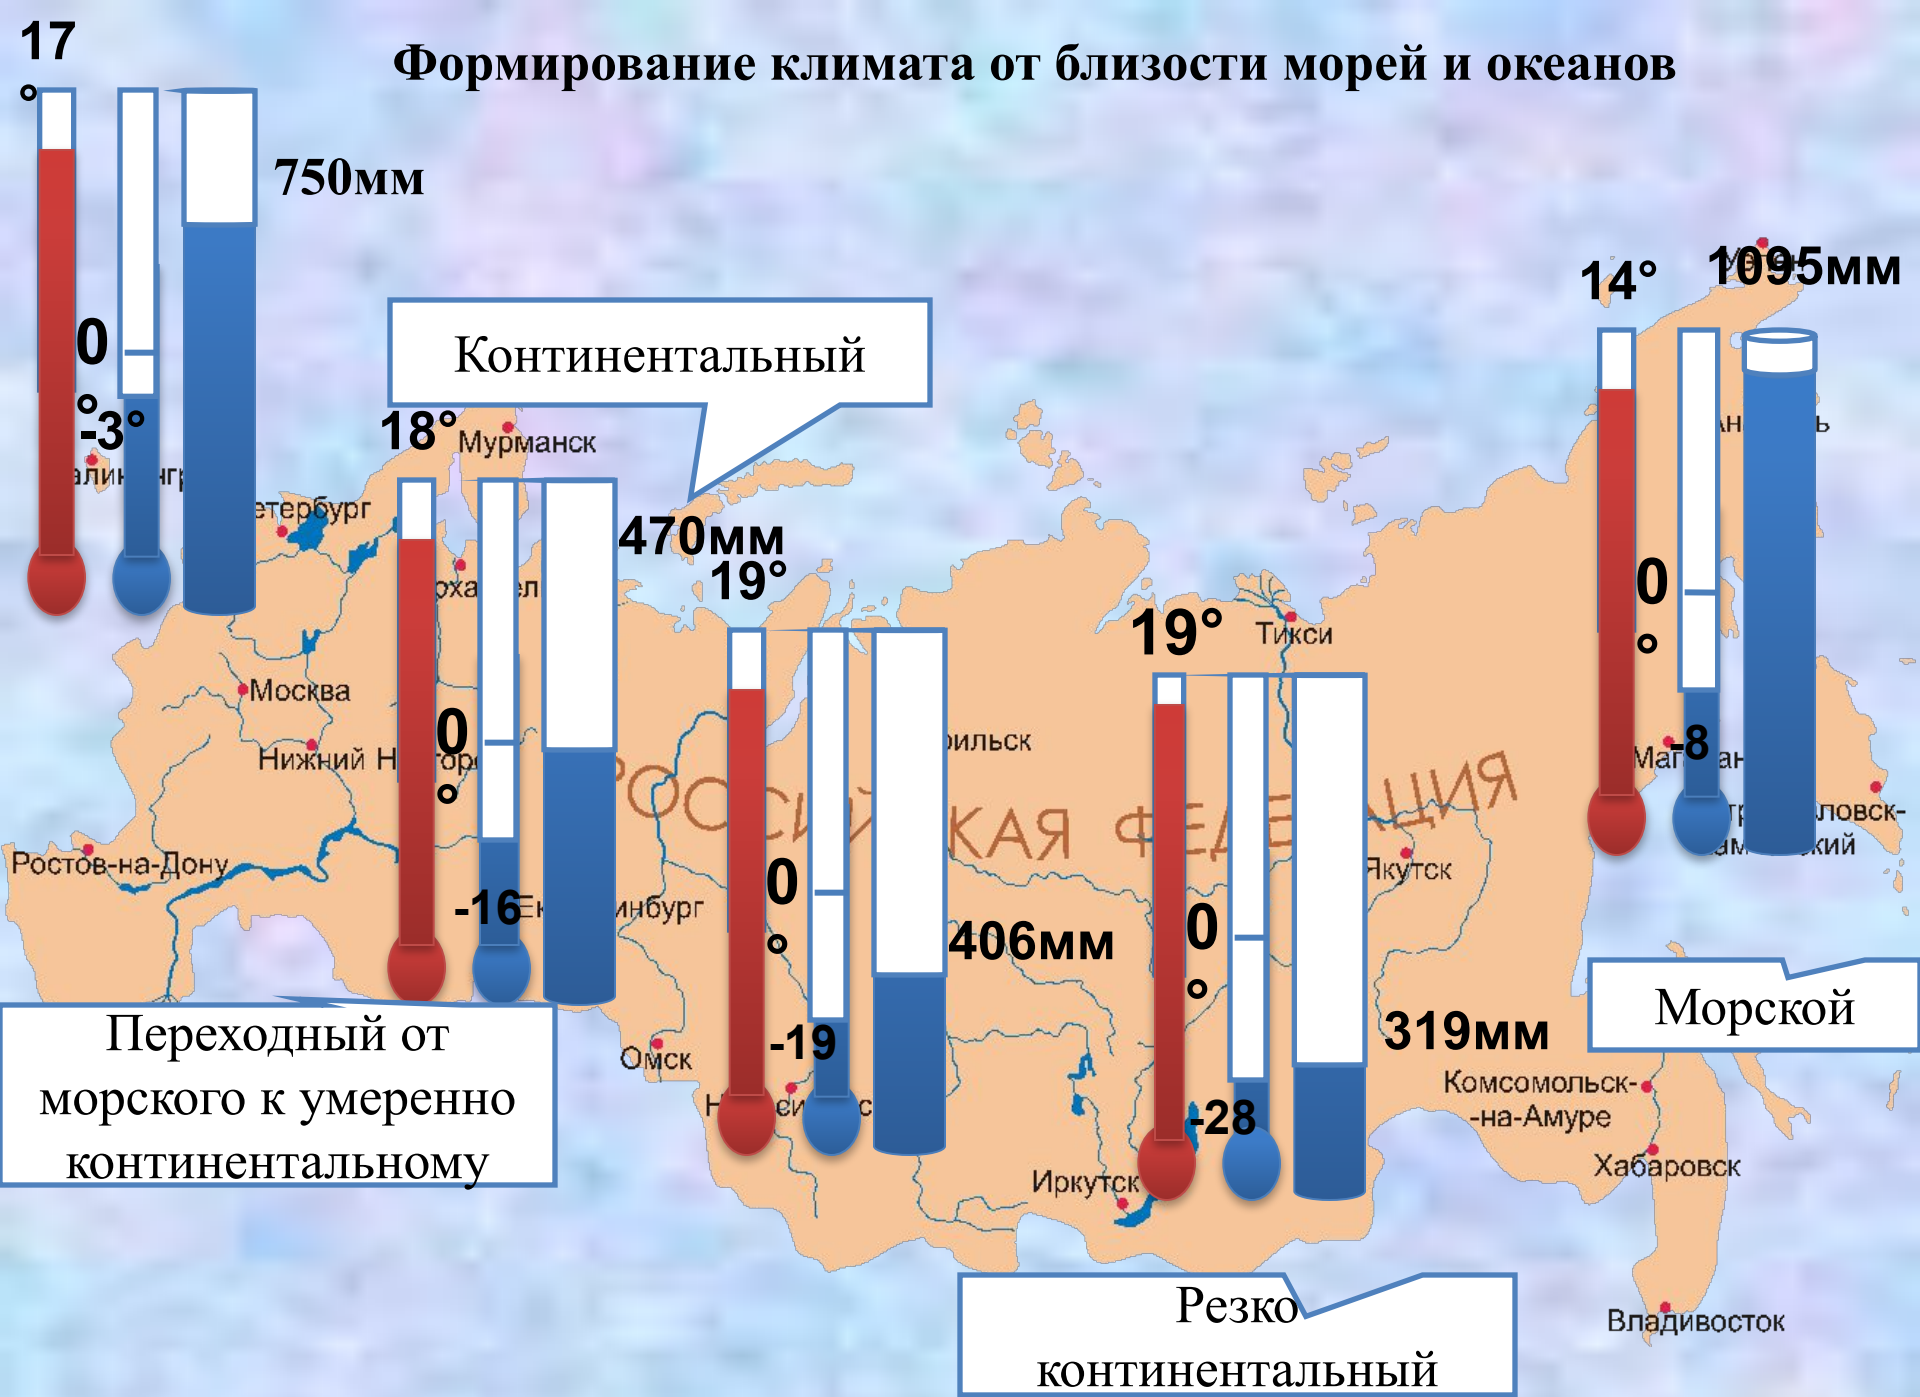 17
°
Формирование климата от близости морей и океанов
750мм
0
°
-3°
14°
1095мм
Континентальный
18°
Мурманск
470мм
19°
0
°
-16
19°
Тикси
0
°
-8
Москва
Нижний
РОССИЙСКАЯ ФЕДЕРАЦИЯ
Ростов-на-Дону
Якутск
0
°
-19
406мм
0
°
-28
319мм
Морской
Переходный от
морского к умеренно
континентальному
Омск
Комсомольск-
-на-Амуре
Хабаровск
Иркутск
Владивосток
Резко
континентальный